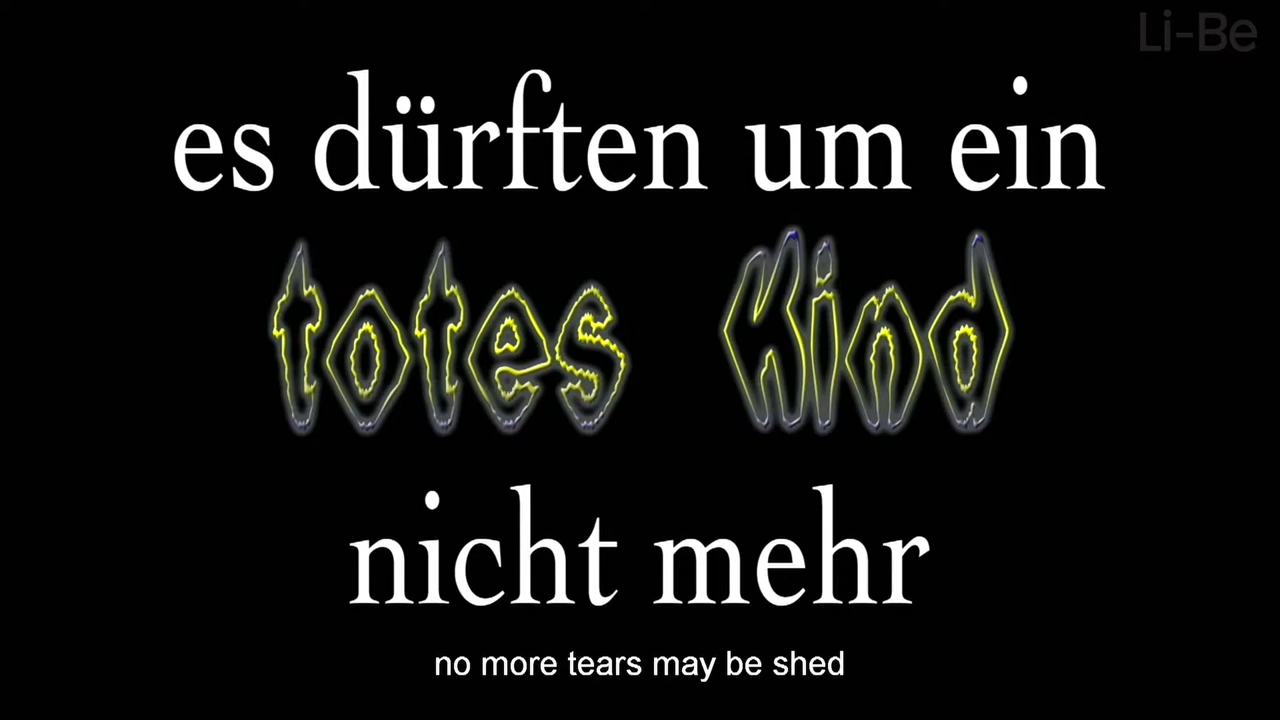 Li-Be
es dürften um ein
totes Kind
nicht mehr
no more tears may be shed